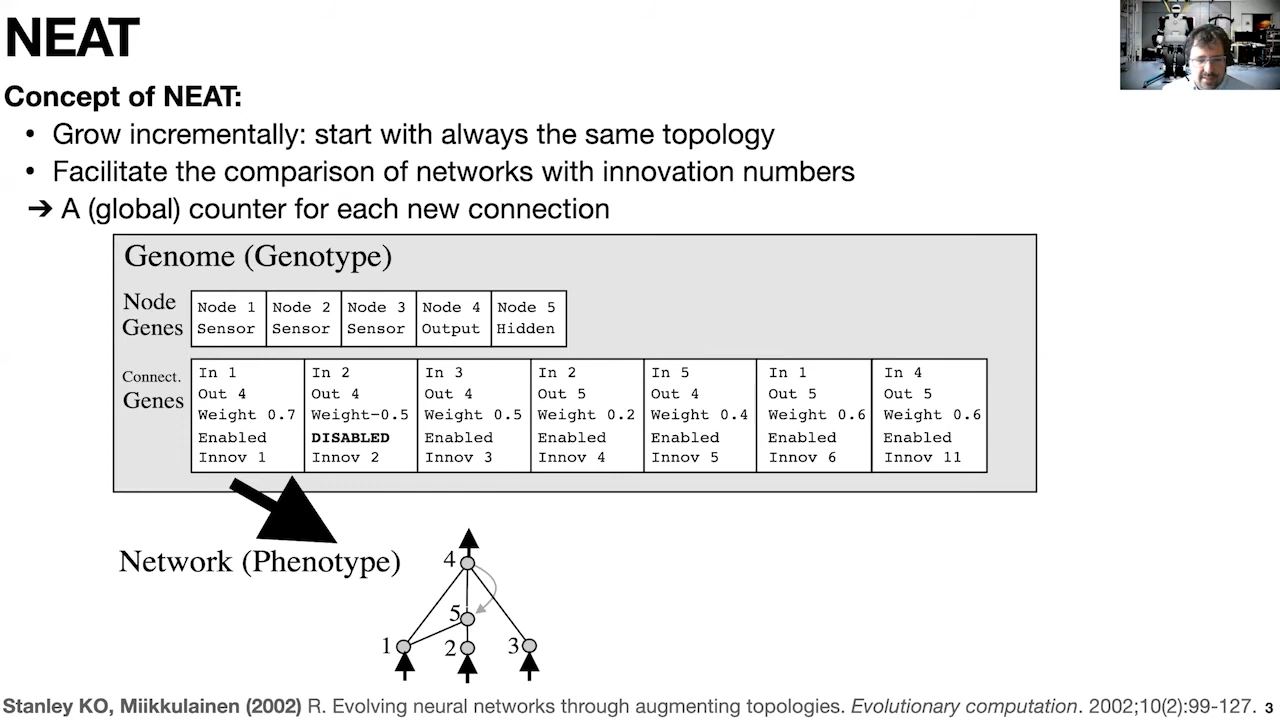 NEAT
Concept of NEAT:
• Grow incrementally: start with always the same topology
• Facilitate the comparison of networks with innovation numbers
➔ A (global) counter for each new connection
Genome (Genotype)
Node Genes
Node 1 Sensor
Node 2 Sensor
Node 3 Sensor
Node 4 Output
Node 5 Hidden
Connect. Genes
In 1 Out 4 Weight 0.7 Enabled Innov 1
In 2 Out 4 Weight-0.5 DISABLED Innov 2
In 3 Out 4 Weight 0.5 Enabled Innov 3
In 2 Out 5 Weight 0.2 Enabled Innov 4
In 5 Out 4 Weight 0.4 Enabled Innov 5
In 1 Out 5 Weight 0.6 Enabled Innov 6
In 4 Out 5 Weight 0.6 Enabled Innov 11
Network (Phenotype)
4
5
1 2 3
Stanley KO, Miikkulainen (2002) R. Evolving neural networks through augmenting topologies. Evolutionary computation. 2002;10(2):99-127. 3